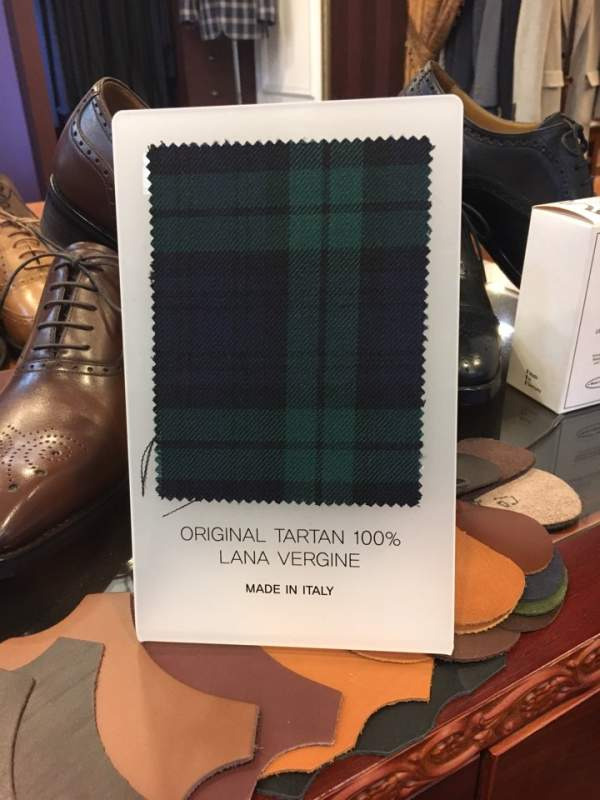 ORIGINAL TARTAN 100%
LANA VERGINE
MADE IN ITALY